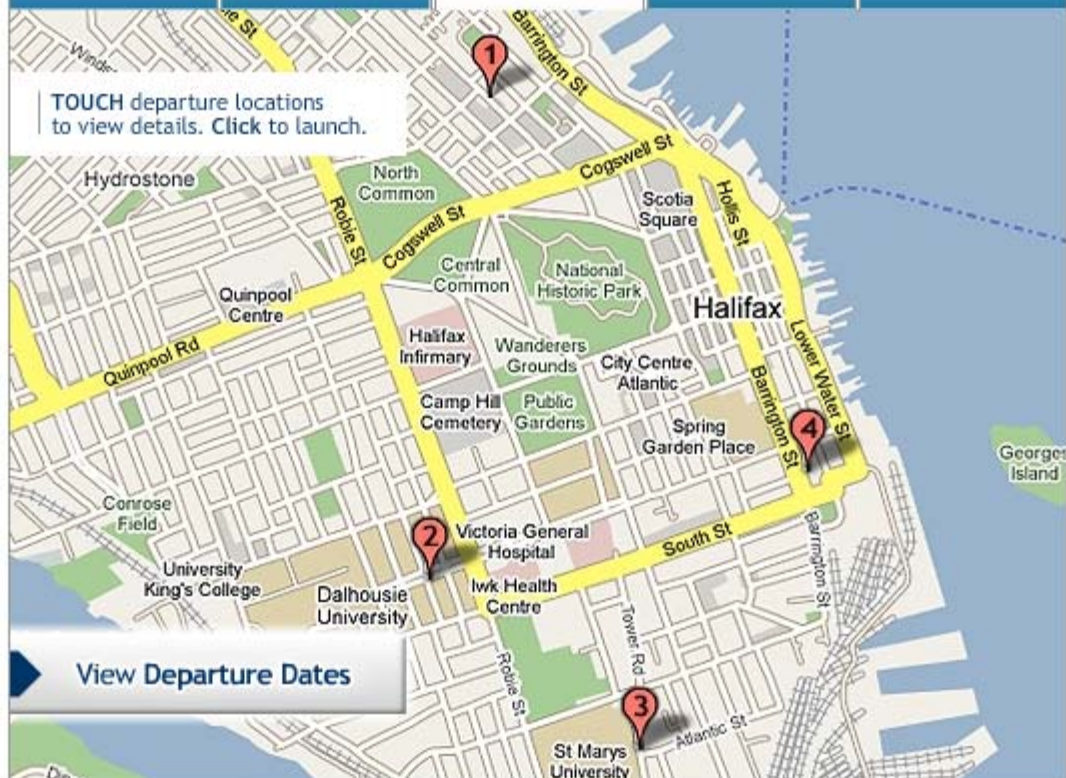 ie St
Barrington St
1
Winds
TOUCH departure locations
to view details. Click to launch.
Hydrostone
North
Common
Cogswell St
Scotia
Square
Hollis St
Robie St
Cogswell St
Central
Common
National
Historic Park
Quinpool
Centre
Halifax
Halifax
Infirmary
Wanderers
Grounds
City Centre
Atlantic
Lower Water St
Quinpool Rd
Camp Hill
Cemetery
Public
Gardens
Barrington St
Spring
Garden Place
4
Georges
Island
Conrose
Field
2
Victoria General
Hospital
South St
Barrington St
University
King's College
Dalhousie
University
Iwk Health
Centre
Tower Rd
View Departure Dates
Robie St
3
Atlantic St
St Marys
University